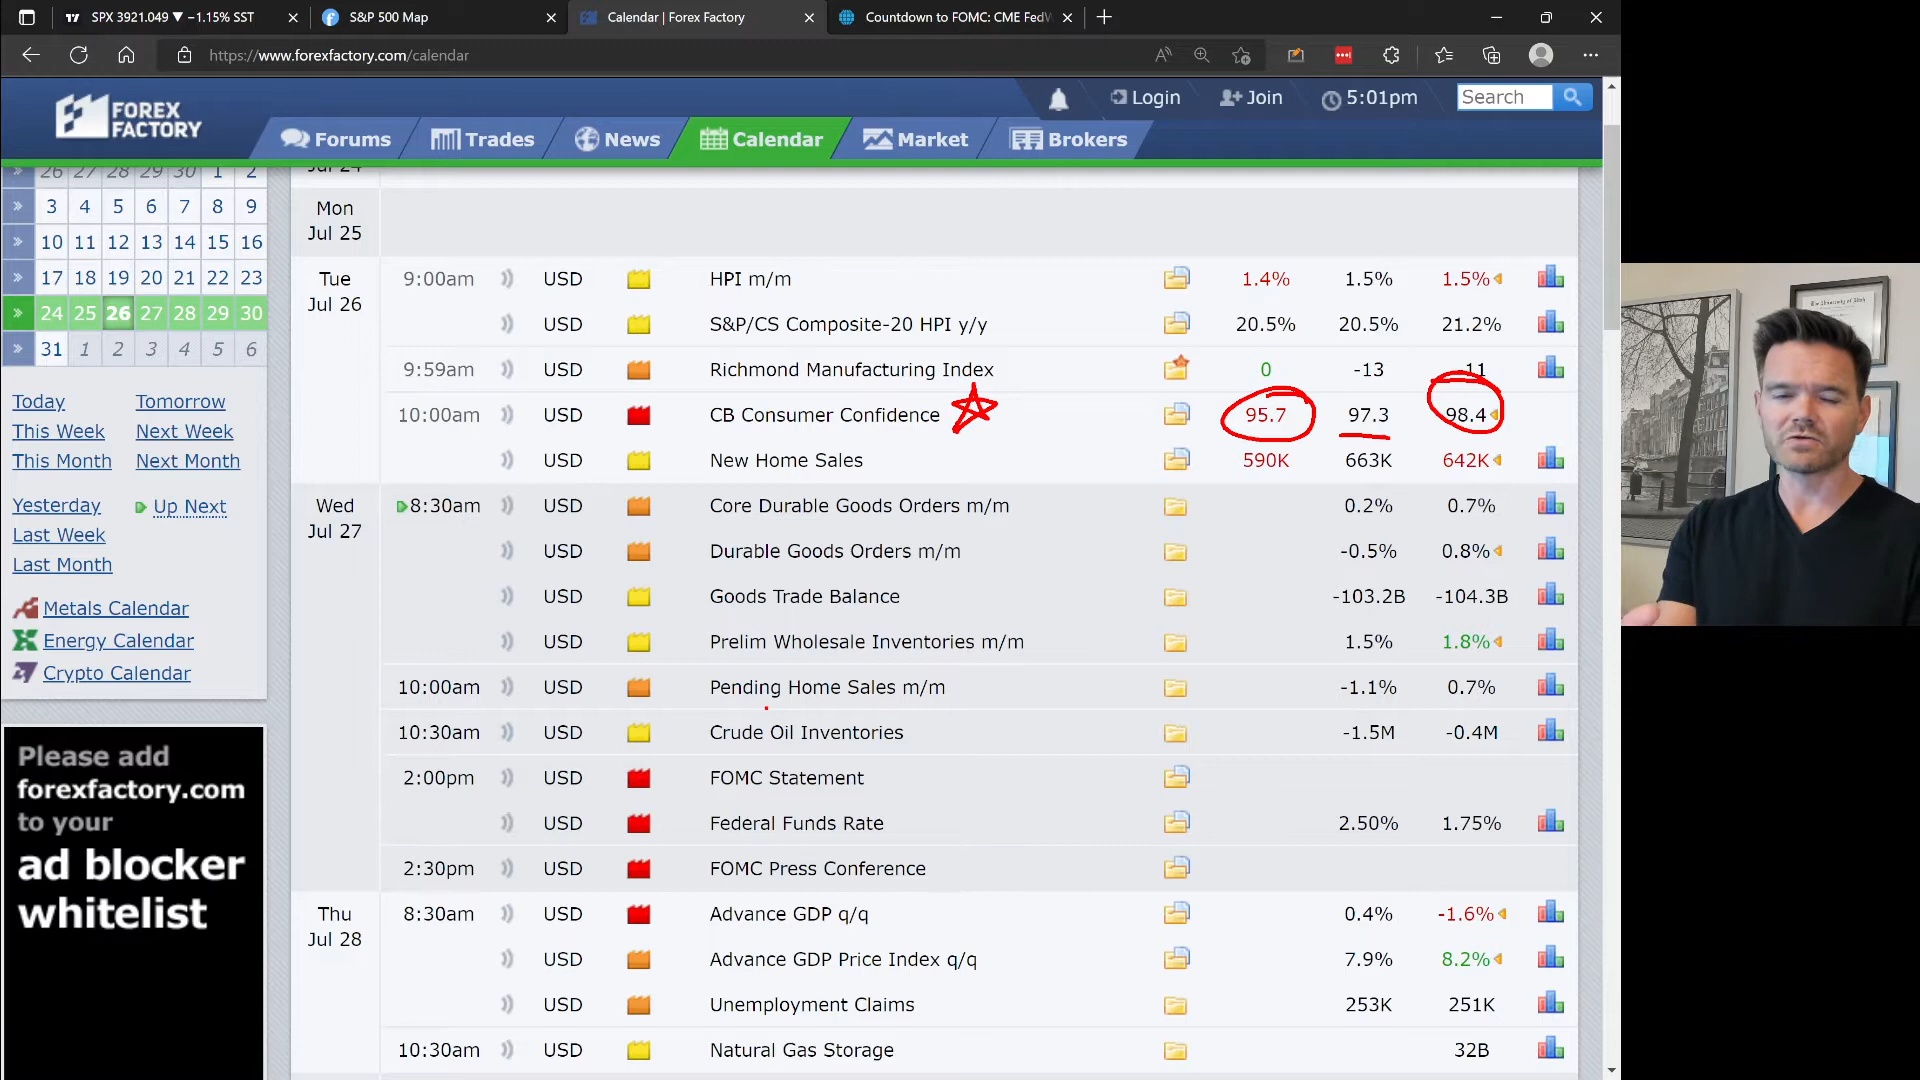 SPX 3921.049 ▼ −1.15% SST
S&P 500 Map
Calendar | Forex Factory
Countdown to FOMC: CME FedW
https://www.forexfactory.com/calendar
FOREX
FACTORY
Login
Join
5:01pm
Search
Forums
Trades
News
Calendar
Market
Brokers
26 27 28 29 30 1 2
3 4 5 6 7 8 9
10 11 12 13 14 15 16
17 18 19 20 21 22 23
24 25 26 27 28 29 30
31 1 2 3 4 5 6
Today Tomorrow
This Week Next Week
This Month Next Month
Yesterday Up Next
Last Week
Last Month
Metals Calendar
Energy Calendar
Crypto Calendar
Please add
forexfactory.com
to your
ad blocker
whitelist
Jul 24
Mon
Jul 25
Tue
Jul 26
9:00am USD HPI m/m 1.4% 1.5% 1.5%
USD S&P/CS Composite-20 HPI y/y 20.5% 20.5% 21.2%
9:59am USD Richmond Manufacturing Index 0 -13 -11
10:00am USD CB Consumer Confidence 95.7 97.3 98.4
USD New Home Sales 590K 663K 642K
Wed
Jul 27
8:30am USD Core Durable Goods Orders m/m 0.2% 0.7%
USD Durable Goods Orders m/m -0.5% 0.8%
USD Goods Trade Balance -103.2B -104.3B
USD Prelim Wholesale Inventories m/m 1.5% 1.8%
10:00am USD Pending Home Sales m/m -1.1% 0.7%
10:30am USD Crude Oil Inventories -1.5M -0.4M
2:00pm USD FOMC Statement
USD Federal Funds Rate 2.50% 1.75%
2:30pm USD FOMC Press Conference
Thu
Jul 28
8:30am USD Advance GDP q/q 0.4% -1.6%
USD Advance GDP Price Index q/q 7.9% 8.2%
USD Unemployment Claims 253K 251K
10:30am USD Natural Gas Storage 32B